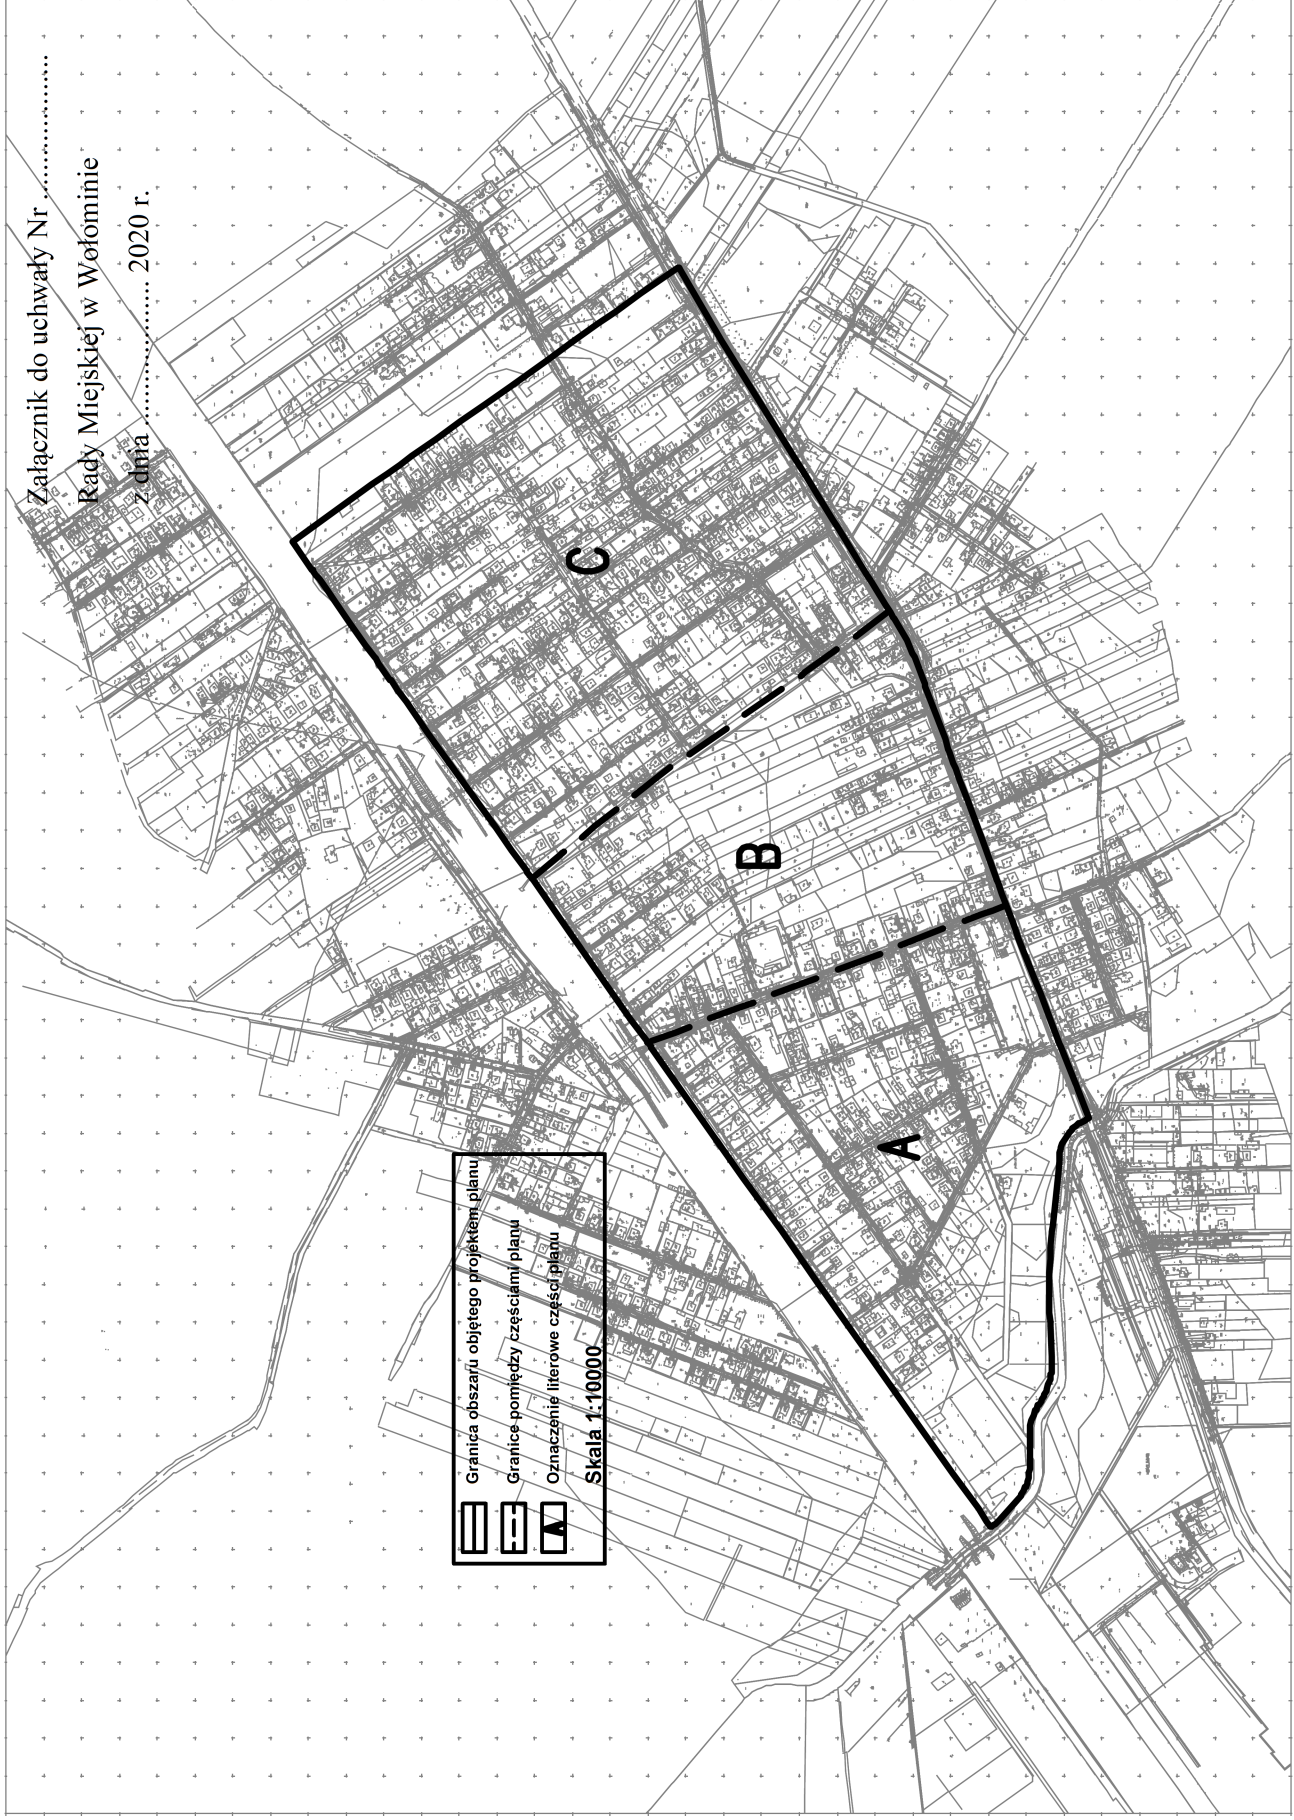 Załącznik do uchwały Nr ......................
Rady Miejskiej w Wołominie
z dnia ...................... 2020 r.
C
B
A
Granica obszaru objętego projektem planu
Granice pomiędzy częściami planu
A Oznaczenie literowe części planu
Skala 1:10000